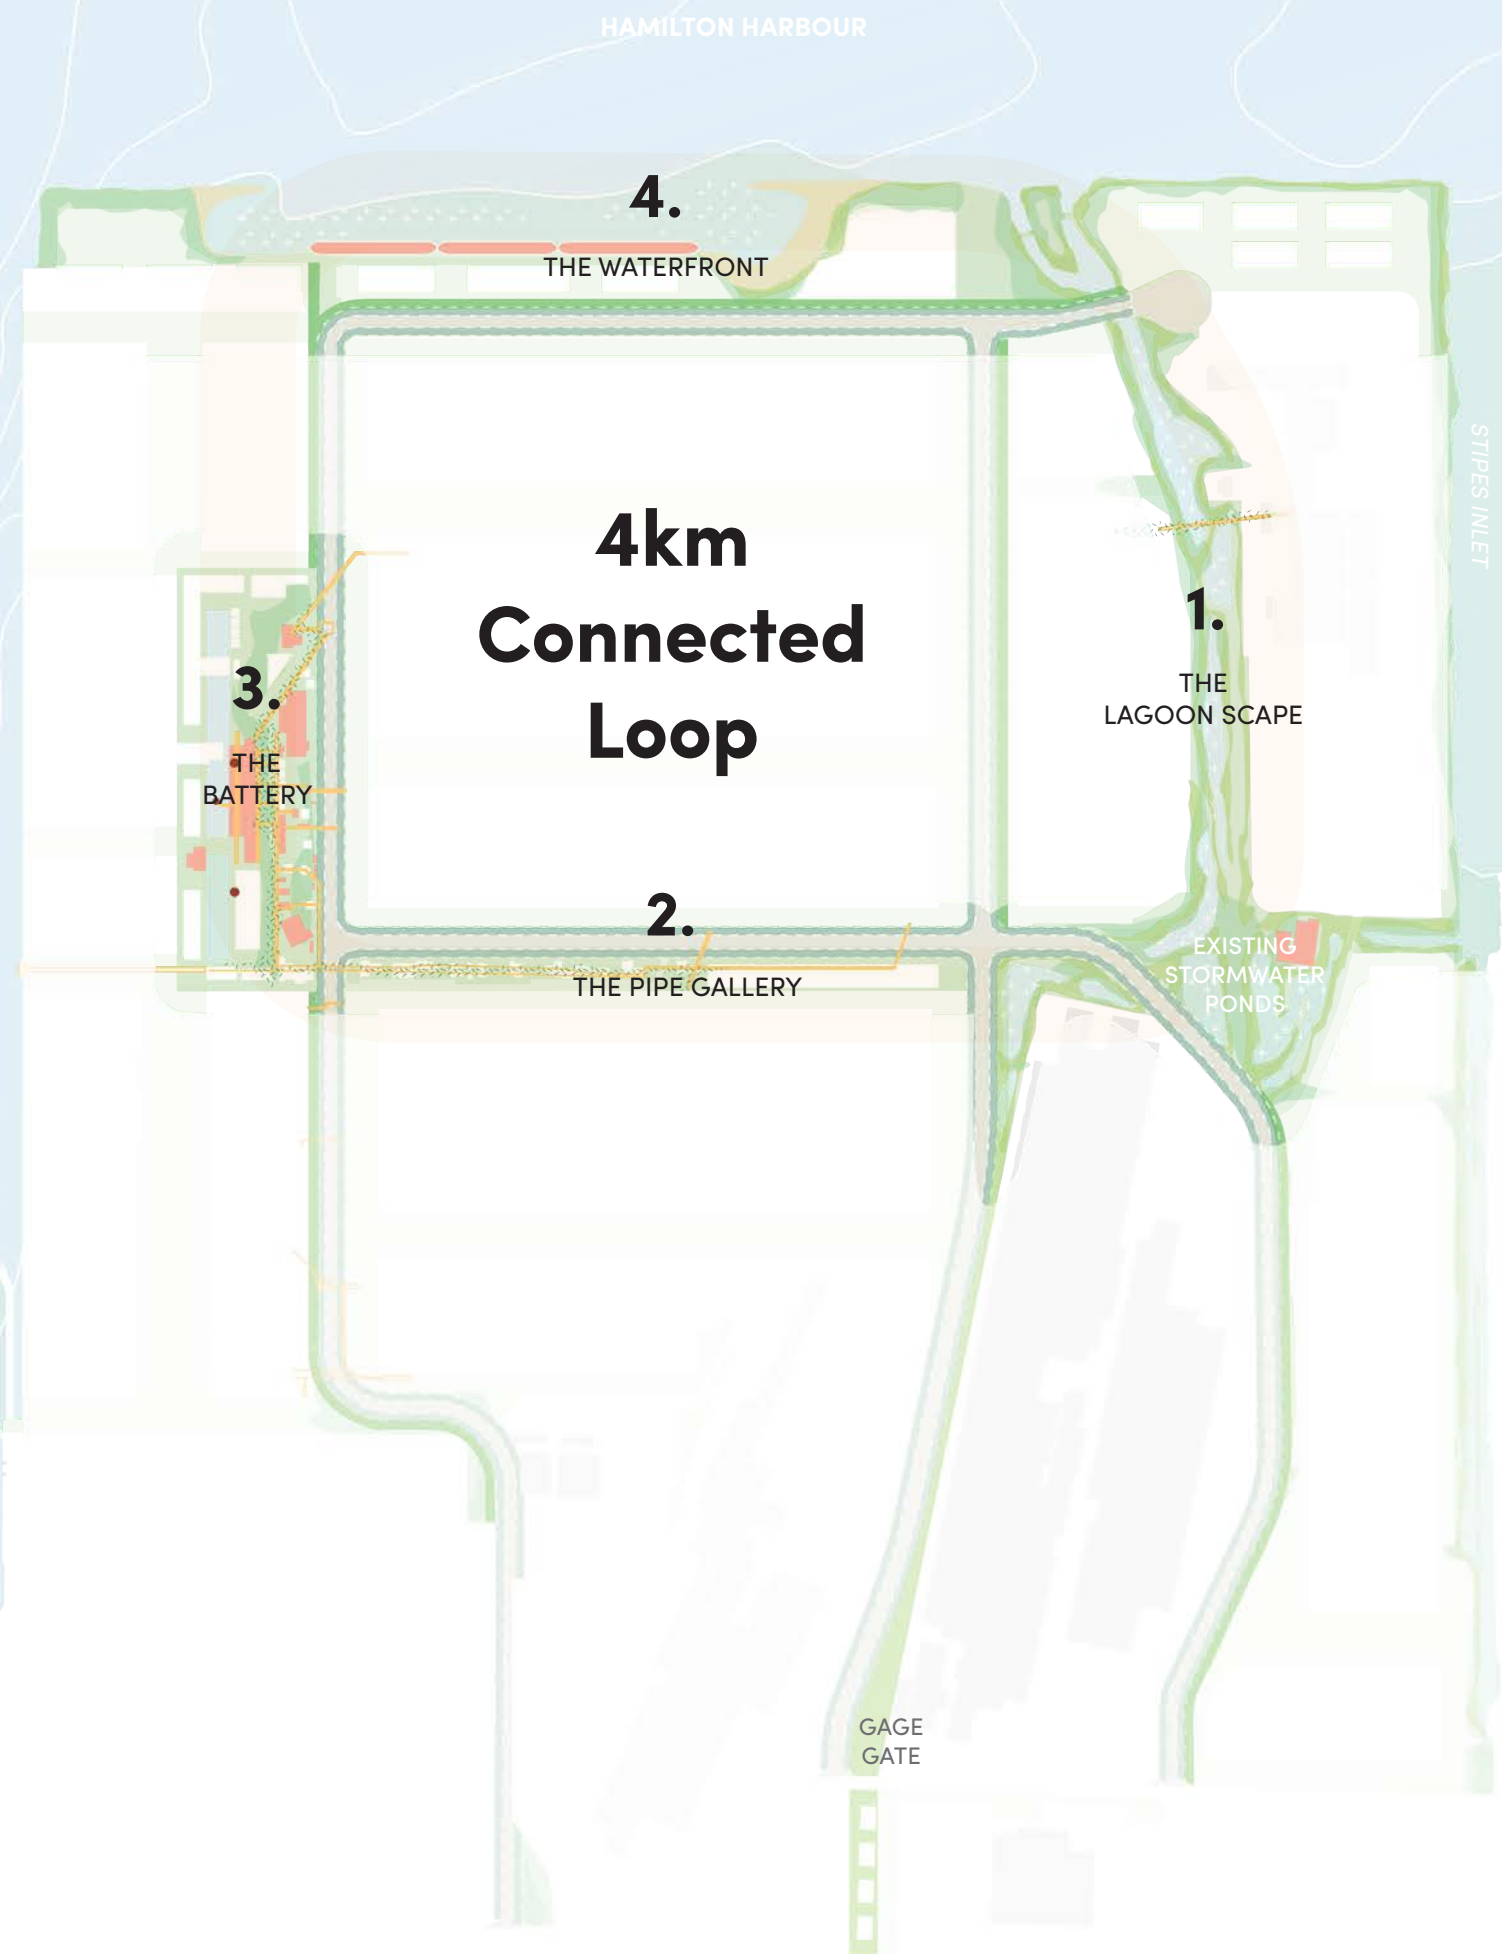 HAMILTON HARBOUR
4.
THE WATERFRONT
STIPES INLET
4km
Connected
Loop
1.
THE
LAGOON SCAPE
3.
THE
BATTERY
2.
THE PIPE GALLERY
EXISTING
STORMWATER
PONDS
GAGE
GATE